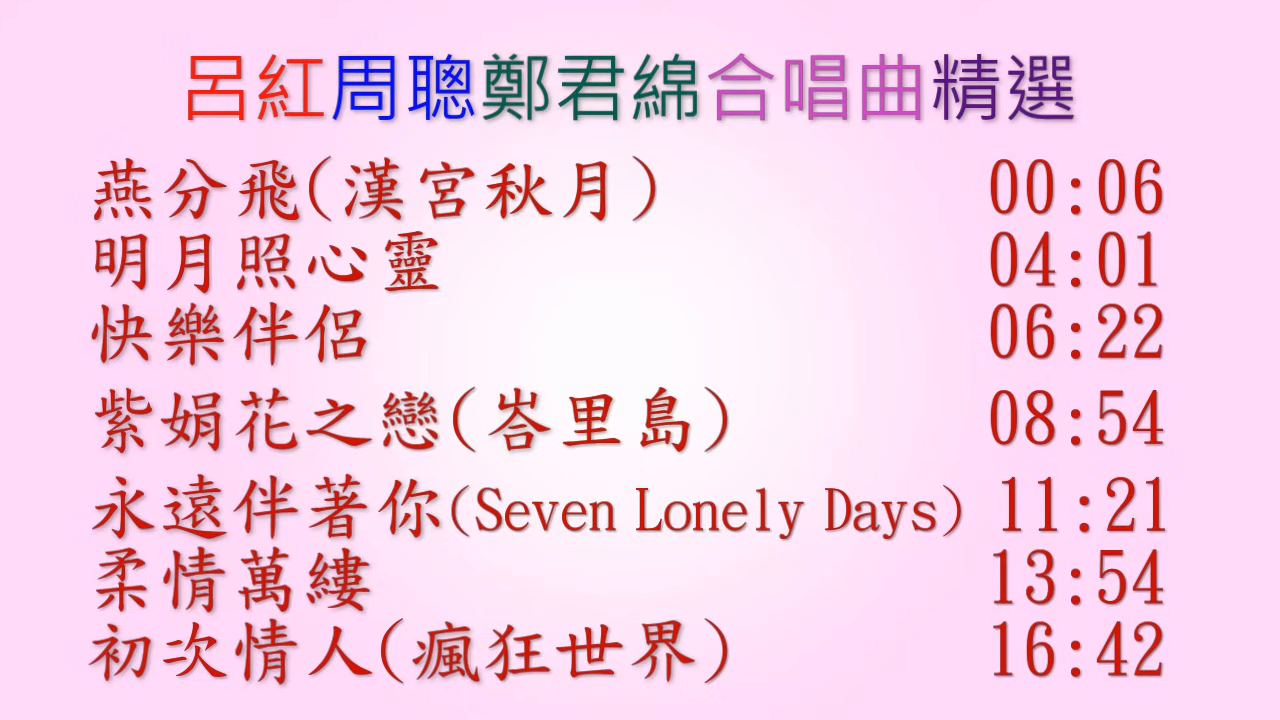 呂紅周聰鄭君綿合唱曲精選
燕分飛(漢宮秋月) 00:06
明月照心靈 04:01
快樂伴侶 06:22
紫娟花之戀(峇里島) 08:54
永遠伴著你(Seven Lonely Days) 11:21
柔情萬縷 13:54
初次情人(瘋狂世界) 16:42